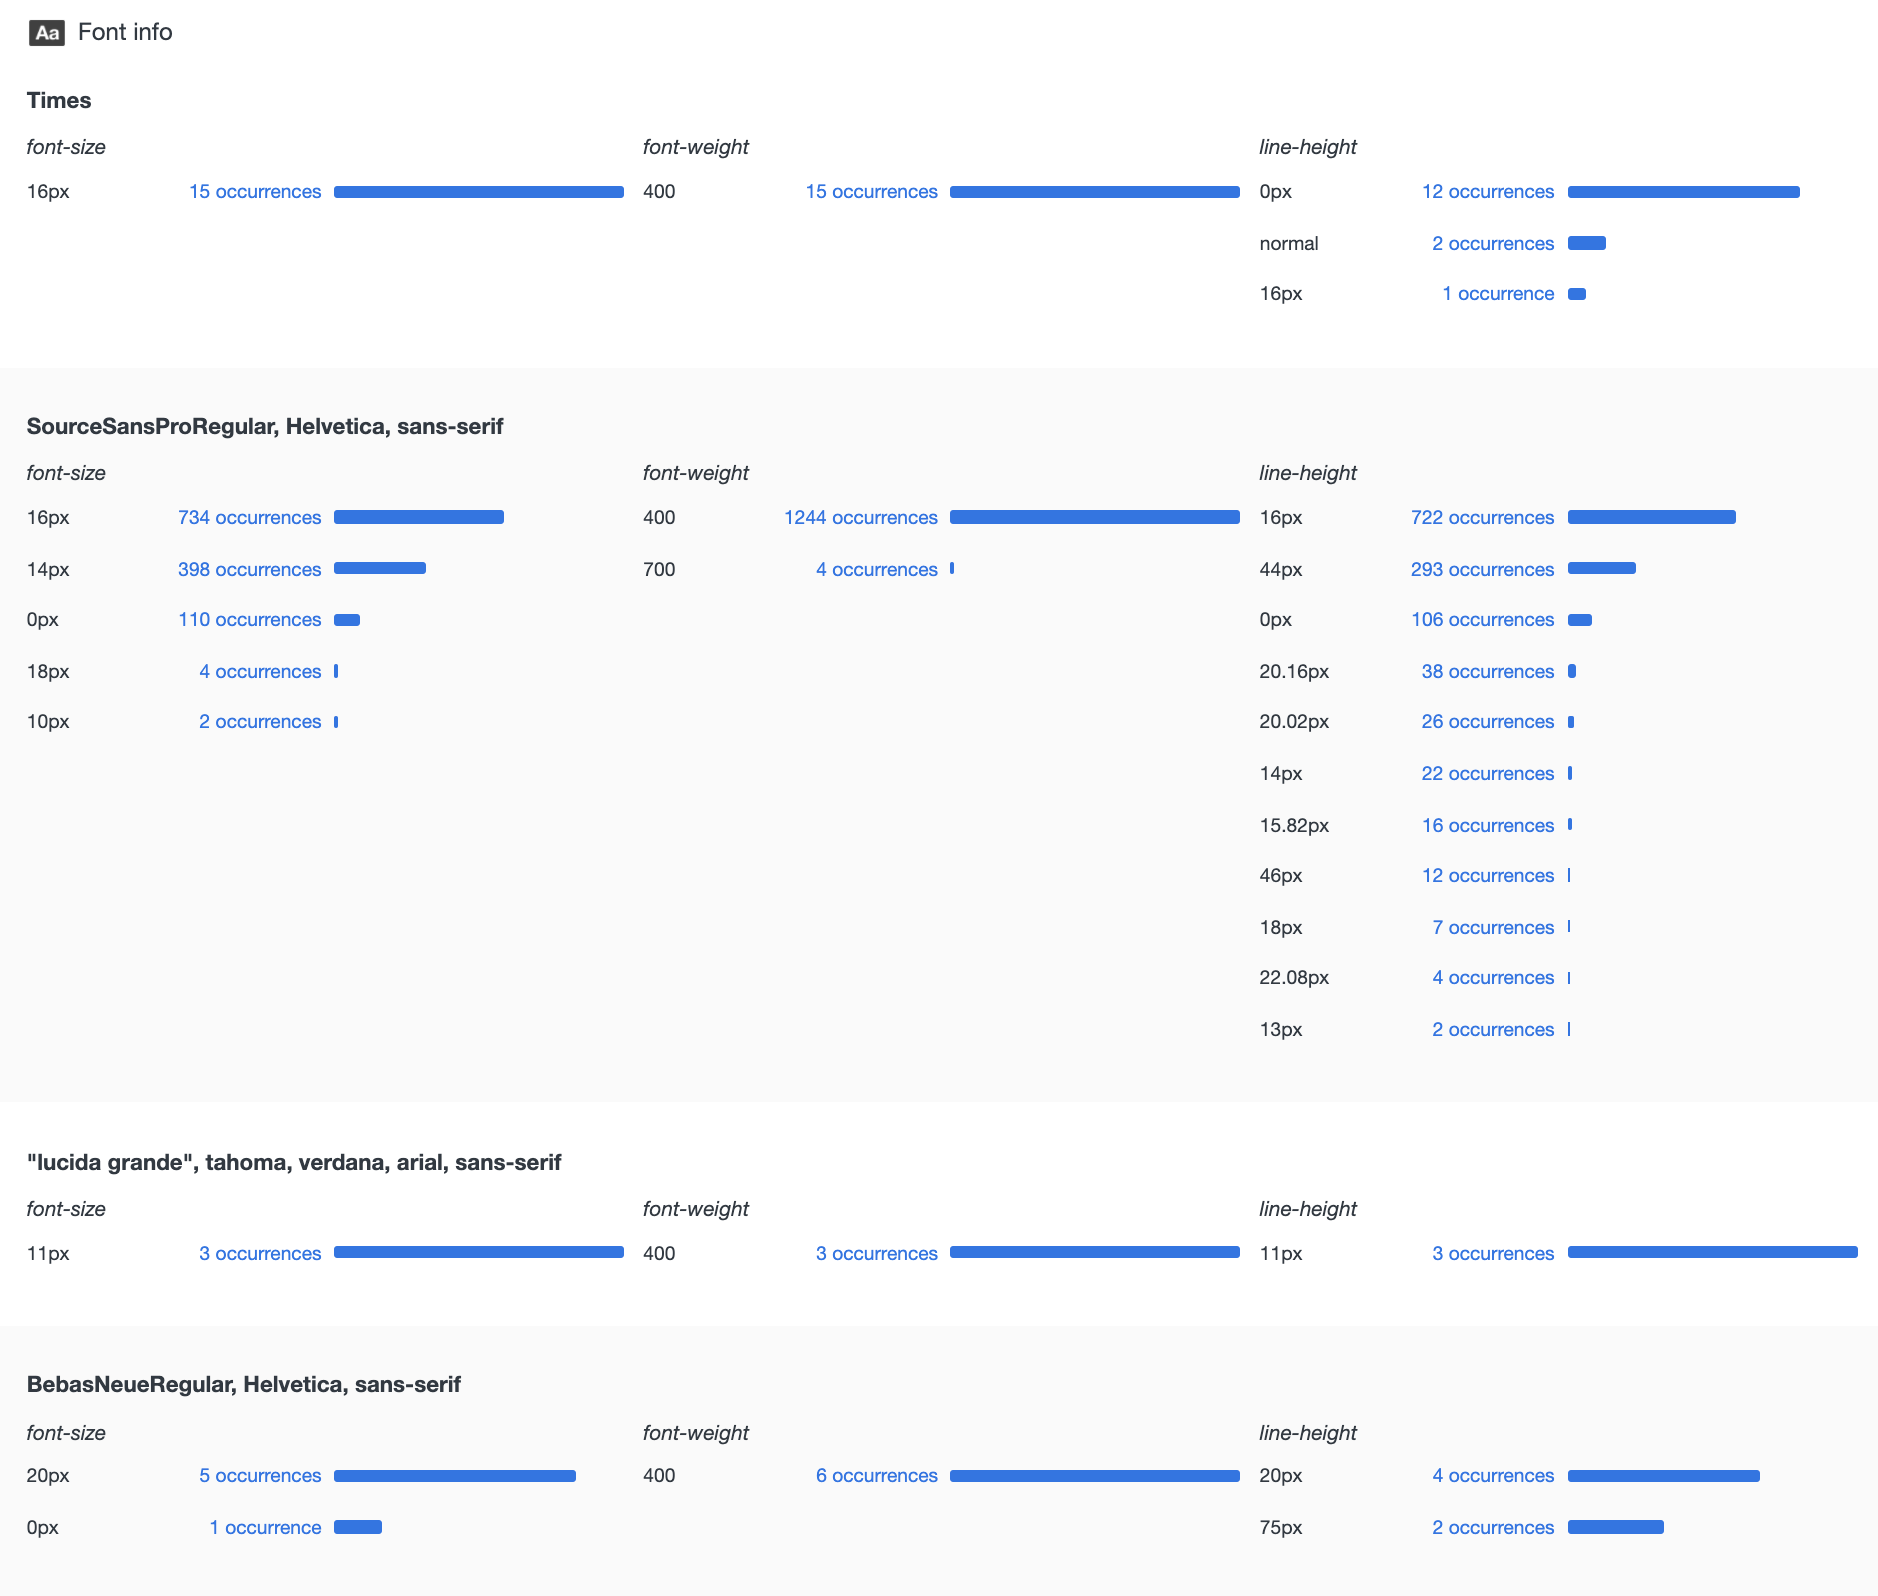 Aa Font info
Times
font-size font-weight line-height
16px 15 occurrences 400 15 occurrences 0px 12 occurrences
normal 2 occurrences
16px 1 occurrence
SourceSansProRegular, Helvetica, sans-serif
font-size font-weight line-height
16px 734 occurrences 400 1244 occurrences 16px 722 occurrences
14px 398 occurrences 700 4 occurrences 44px 293 occurrences
0px 110 occurrences 0px 106 occurrences
18px 4 occurrences 20.16px 38 occurrences
10px 2 occurrences 20.02px 26 occurrences
14px 22 occurrences
15.82px 16 occurrences
46px 12 occurrences
18px 7 occurrences
22.08px 4 occurrences
13px 2 occurrences
"lucida grande", tahoma, verdana, arial, sans-serif
font-size font-weight line-height
11px 3 occurrences 400 3 occurrences 11px 3 occurrences
BebasNeueRegular, Helvetica, sans-serif
font-size font-weight line-height
20px 5 occurrences 400 6 occurrences 20px 4 occurrences
0px 1 occurrence 75px 2 occurrences